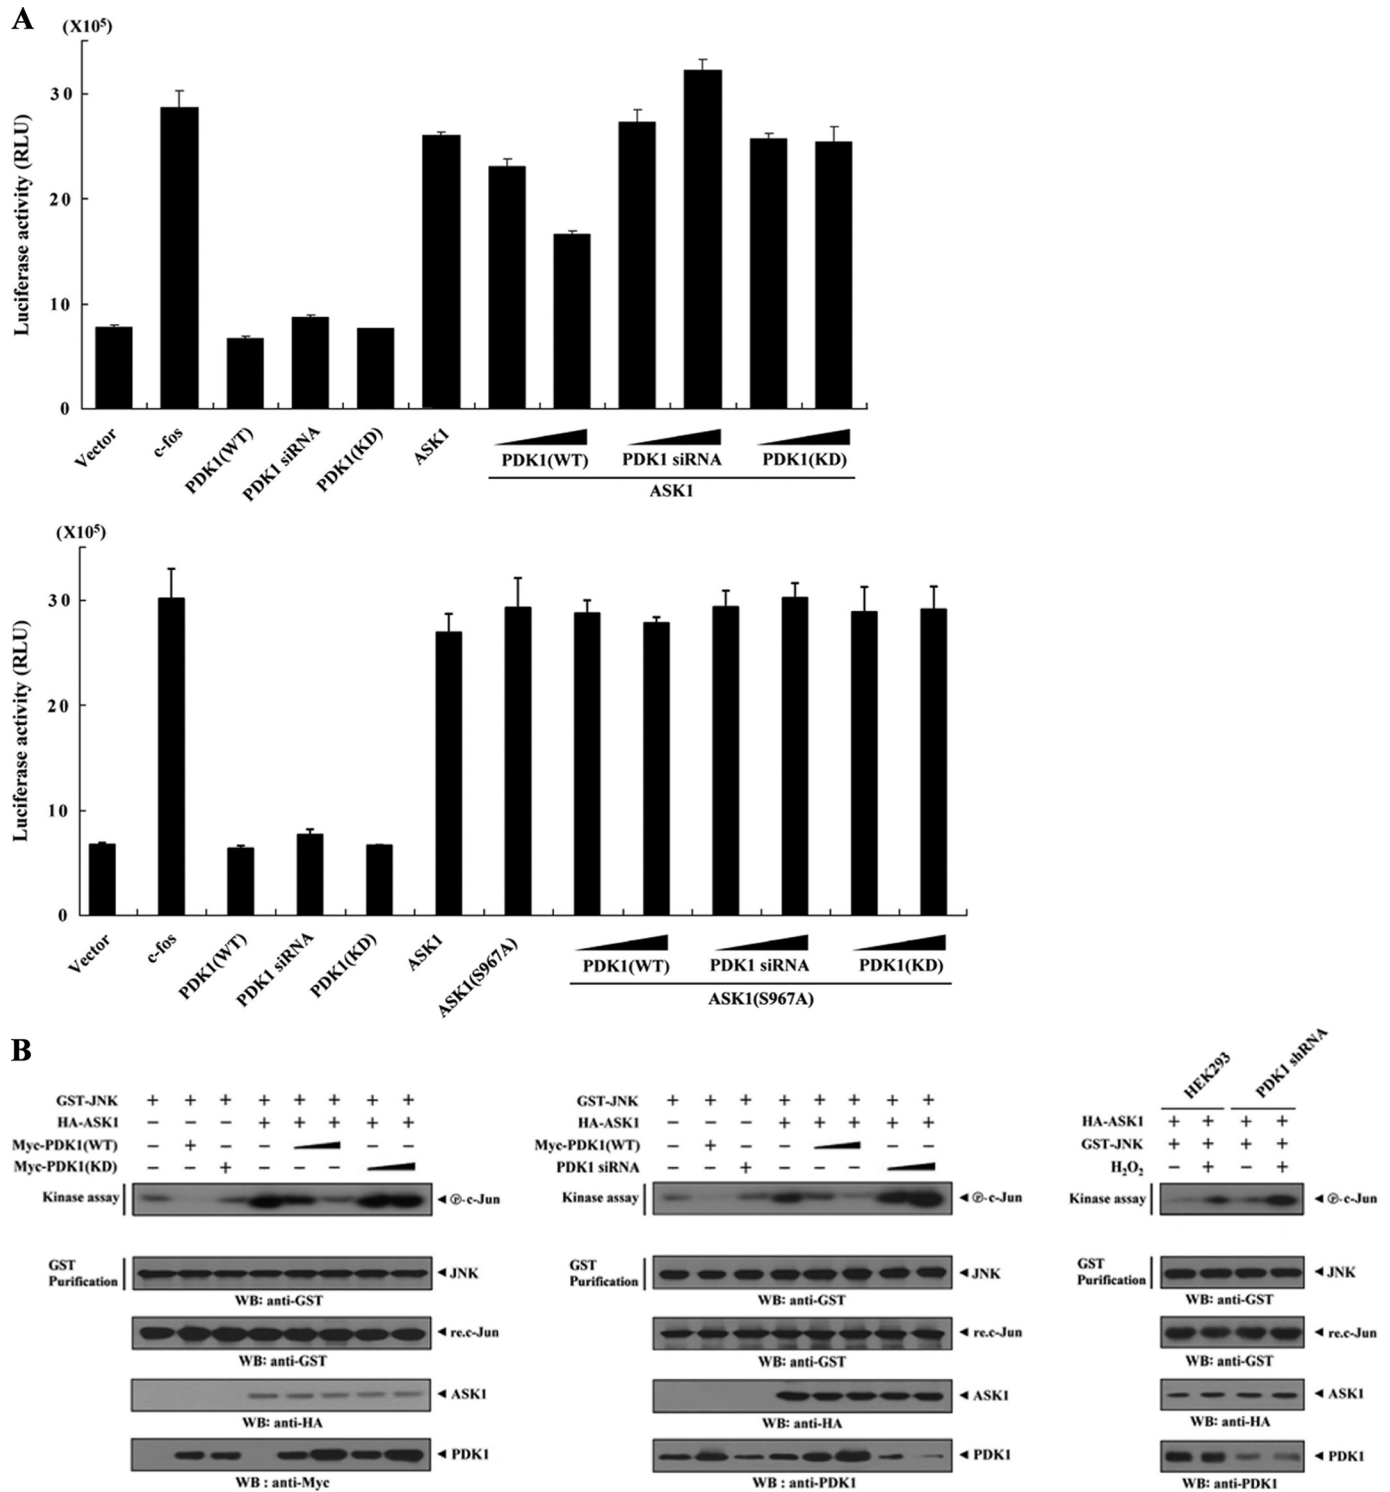 A
(X10⁵)
Luciferase activity (RLU)
30
20
10
0
Vector
c-fos
PDK1(WT)
PDK1 siRNA
PDK1(KD)
ASK1
PDK1(WT) PDK1 siRNA PDK1(KD)
ASK1
(X10⁵)
Luciferase activity (RLU)
30
20
10
0
Vector
c-fos
PDK1(WT)
PDK1 siRNA
PDK1(KD)
ASK1
ASK1(S967A)
PDK1(WT) PDK1 siRNA PDK1(KD)
ASK1(S967A)
B
GST-JNK + + + + + + + +
HA-ASK1 − − − + + + + +
Myc-PDK1(WT) − + − − − −
Myc-PDK1(KD) − − + − − −
Kinase assay ℗-c-Jun
GST
Purification
JNK
WB: anti-GST
re.c-Jun
WB: anti-GST
ASK1
WB: anti-HA
PDK1
WB : anti-Myc
GST-JNK + + + + + + + +
HA-ASK1 − − − + + + + +
Myc-PDK1(WT) − + − − − −
PDK1 siRNA − − + − − −
Kinase assay ℗-c-Jun
GST
Purification
JNK
WB: anti-GST
re.c-Jun
WB: anti-GST
ASK1
WB: anti-HA
PDK1
WB : anti-PDK1
HEK293
PDK1 shRNA
HA-ASK1 + + + +
GST-JNK + + + +
H₂O₂ − + − +
Kinase assay ℗-c-Jun
GST
Purification
JNK
WB: anti-GST
re.c-Jun
WB: anti-GST
ASK1
WB: anti-HA
PDK1
WB: anti-PDK1